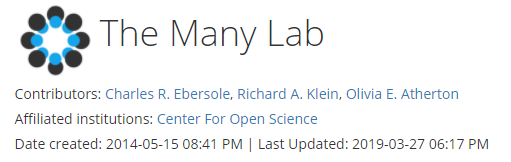 The Many Lab
Contributors: Charles R. Ebersole, Richard A. Klein, Olivia E. Atherton
Affiliated institutions: Center For Open Science
Date created: 2014-05-15 08:41 PM | Last Updated: 2019-03-27 06:17 PM